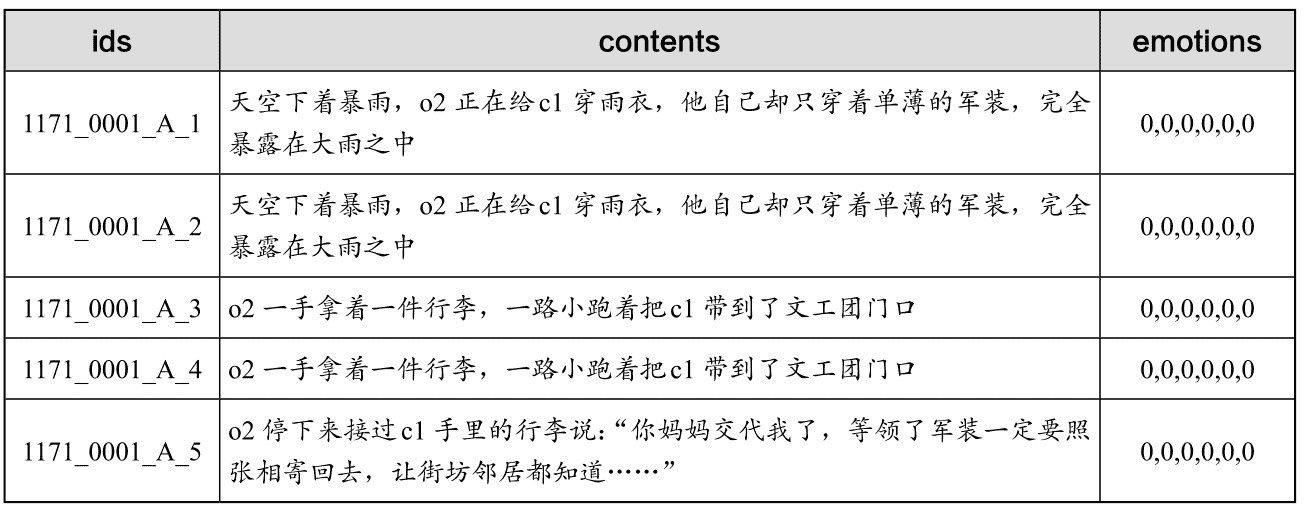 ids contents emotions
1171_0001_A_1 天空下着暴雨，o2 正在给c1 穿雨衣，他自己却只穿着单薄的军装，完全 0,0,0,0,0,0
暴露在大雨之中
1171_0001_A_2 天空下着暴雨，o2 正在给c1 穿雨衣，他自己却只穿着单薄的军装，完全 0,0,0,0,0,0
暴露在大雨之中
1171_0001_A_3 o2 一手拿着一件行李，一路小跑着把c1 带到了文工团门口 0,0,0,0,0,0
1171_0001_A_4 o2 一手拿着一件行李，一路小跑着把c1 带到了文工团门口 0,0,0,0,0,0
1171_0001_A_5 o2 停下来接过c1 手里的行李说：“你妈妈交代我了，等领了军装一定要照 0,0,0,0,0,0
张相寄回去，让街坊邻居都知道……”